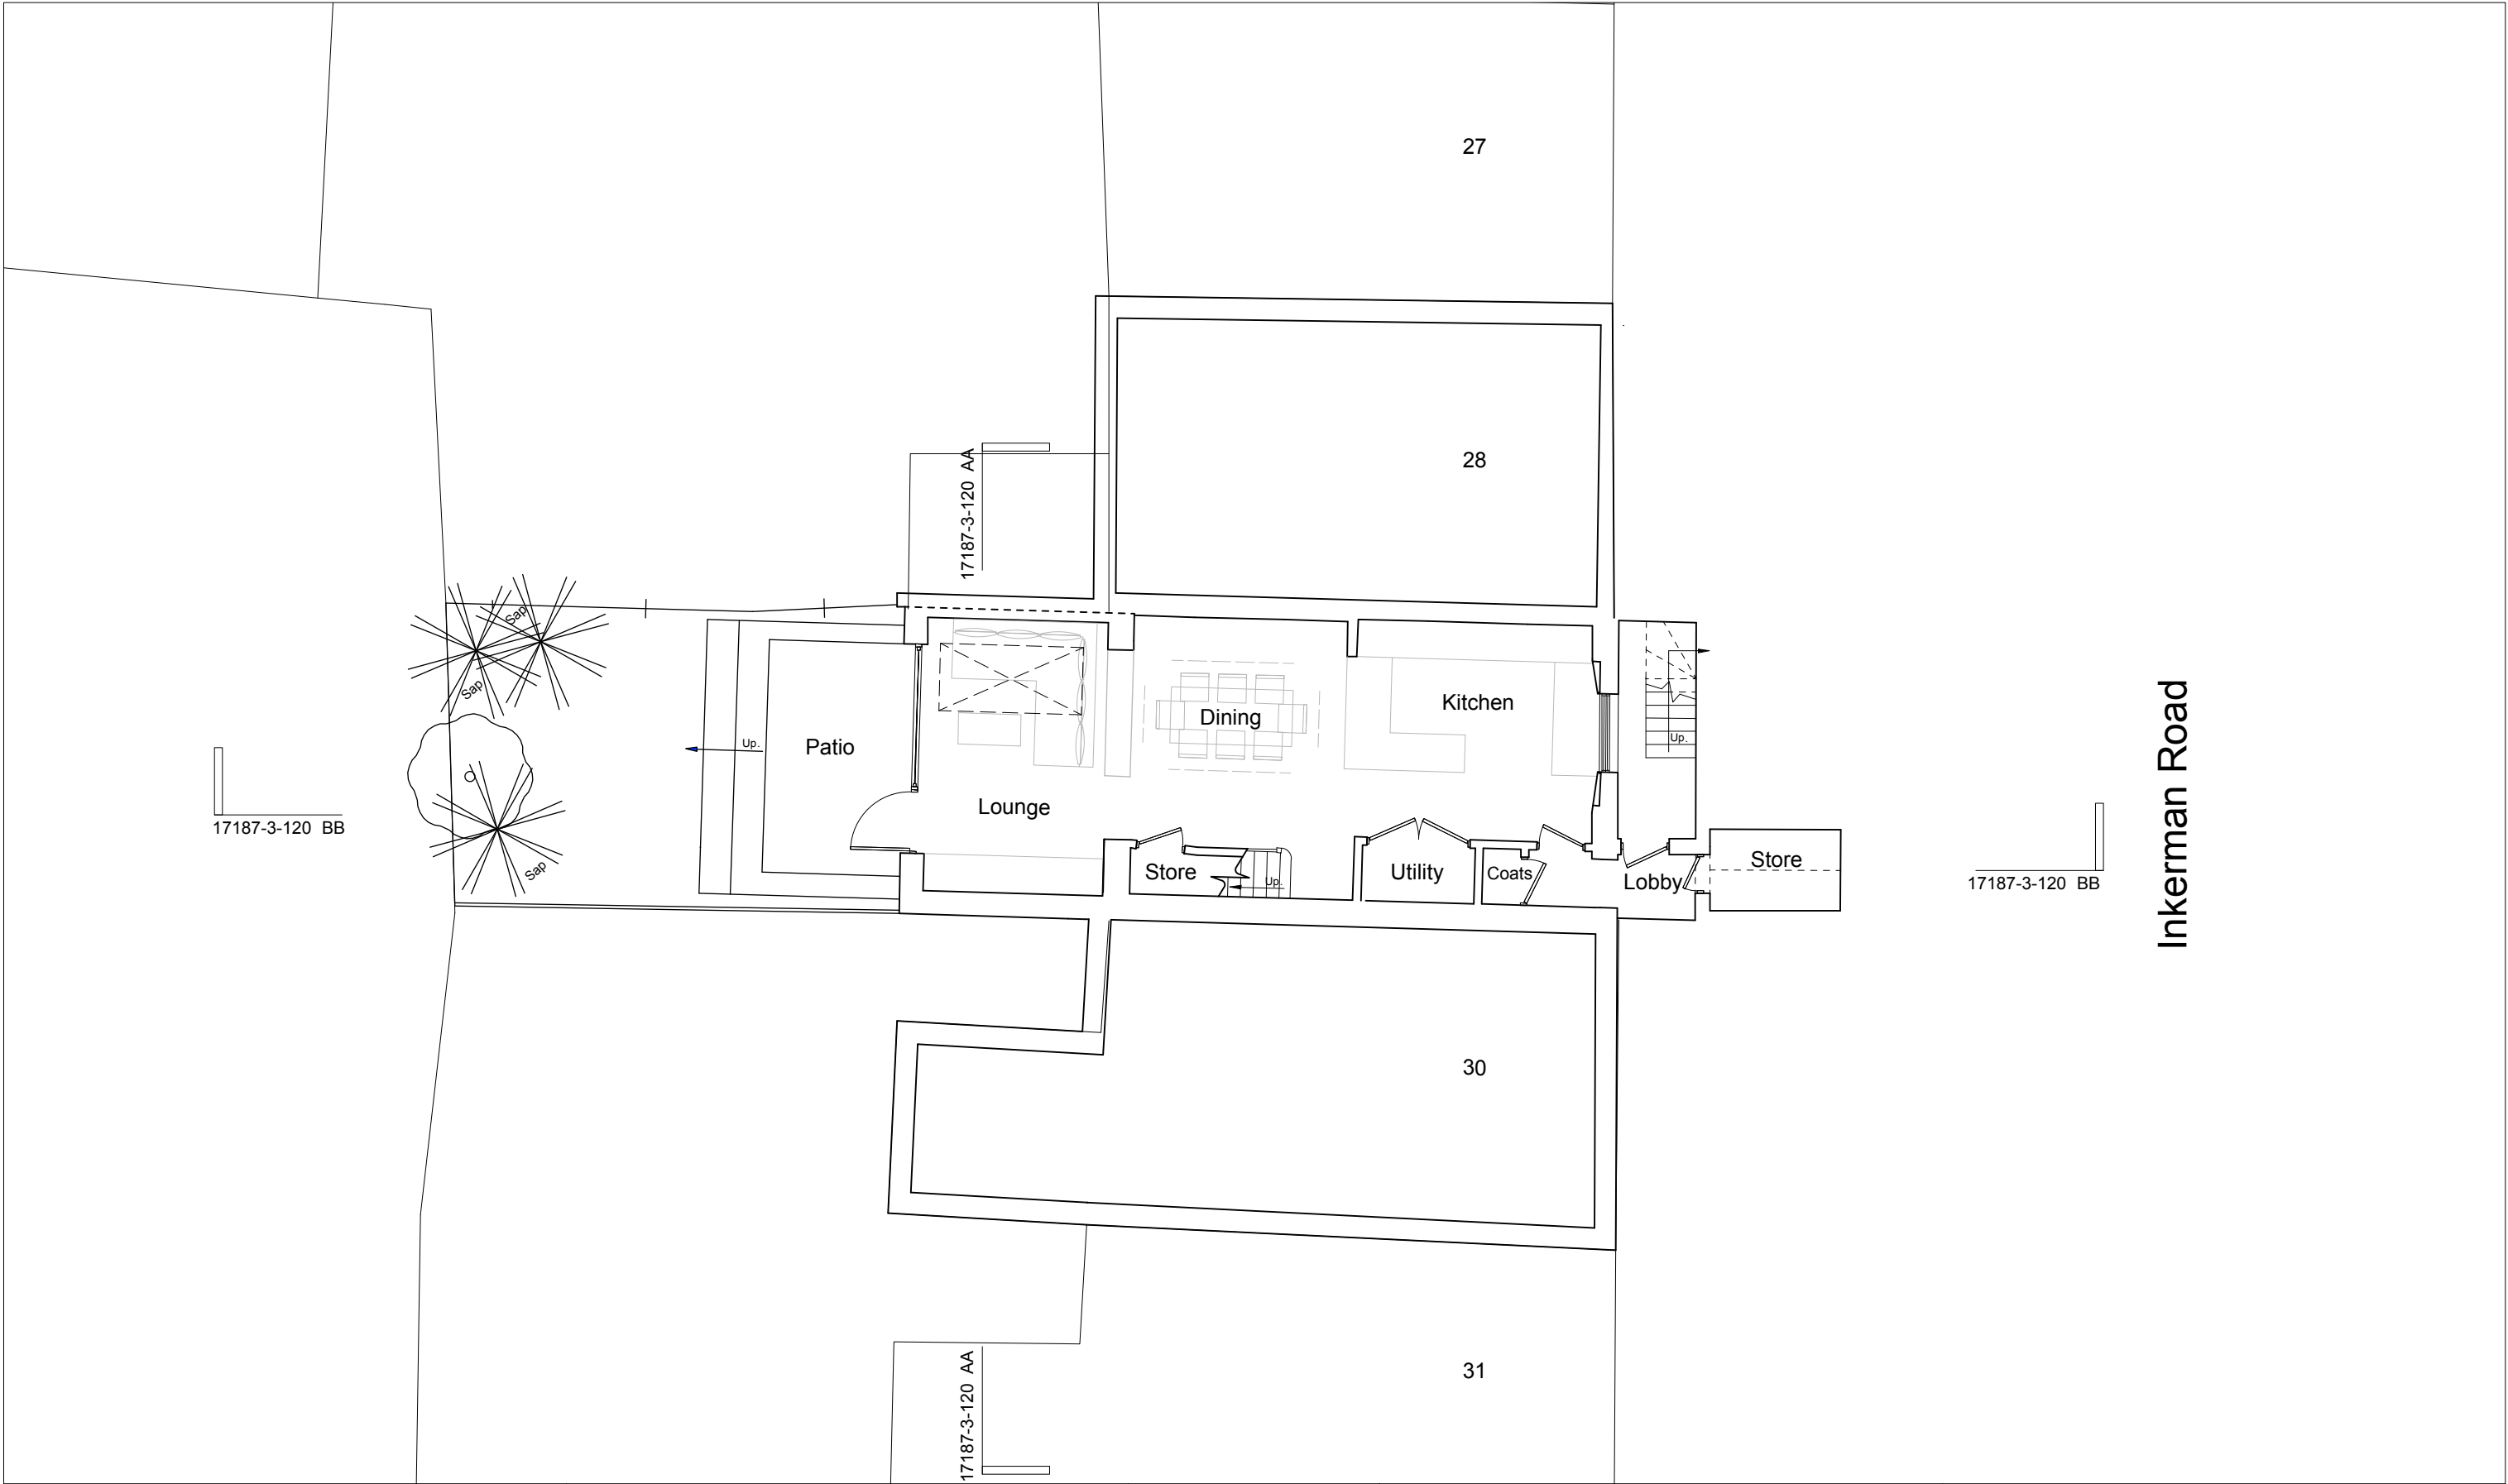 27
28
17187-3-120 AA
Sap
Sap
Kitchen
Dining
Up.
Up.
Patio
Lounge
Inkerman Road
17187-3-120 BB
Store
Store
Utility
Coats
Up.
Lobby
Sap
17187-3-120 BB
30
31
17187-3-120 AA